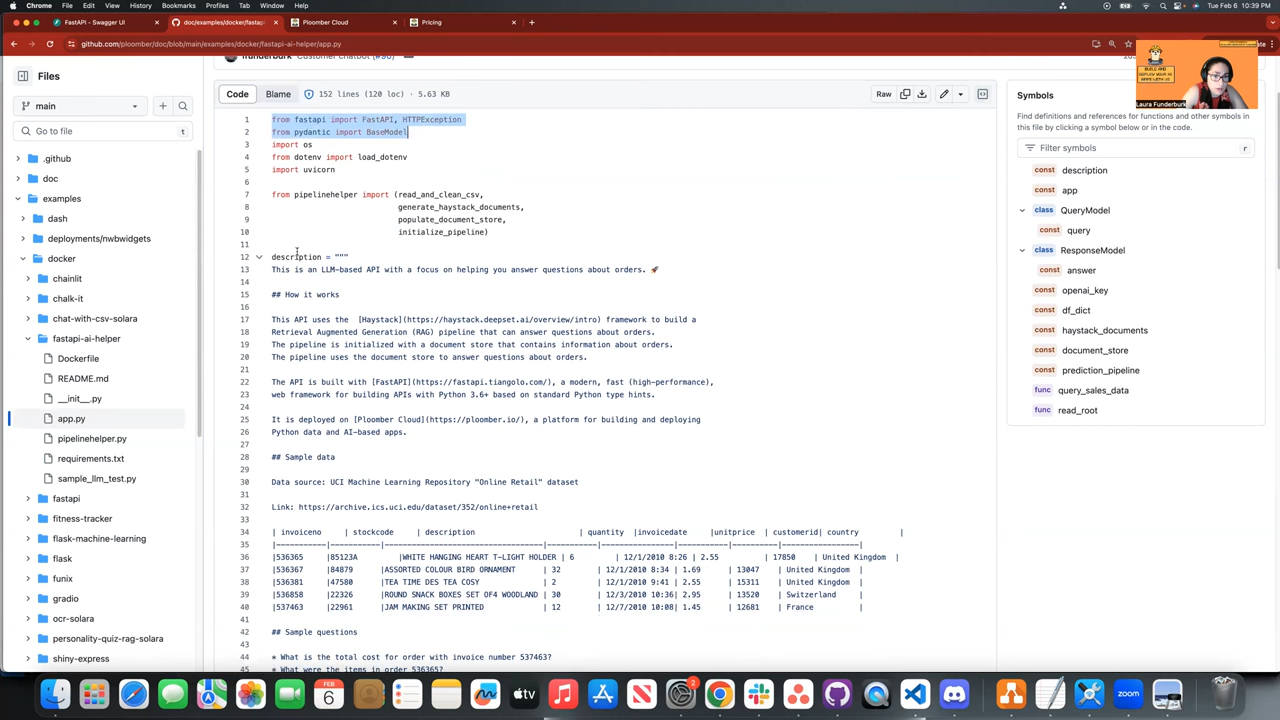 Chrome File Edit View History Bookmarks Profiles Tab Window Help
Tue Feb 6 10:39 PM
FastAPI - Swagger UI
doc/examples/docker/fastapi
Ploomber Cloud
Pricing
github.com/ploomber/doc/blob/main/examples/docker/fastapi-ai-helper/app.py
Laura Funderburk
Files
main
Go to file
t
.github
doc
examples
dash
deployments/nwbwidgets
docker
chainlit
chalk-it
chat-with-csv-solara
fastapi-ai-helper
Dockerfile
README.md
__init__.py
app.py
pipelinehelper.py
requirements.txt
sample_llm_test.py
fastapi
fitness-tracker
flask-machine-learning
flask
funix
gradio
ocr-solara
personality-quiz-rag-solara
shiny-express
Code Blame 152 lines (120 loc) · 5.63 KB
Raw
1 from fastapi import FastAPI, HTTPException
2 from pydantic import BaseModel
3 import os
4 from dotenv import load_dotenv
5 import uvicorn
6
7 from pipelinehelper import (read_and_clean_csv,
8 generate_haystack_documents,
9 populate_document_store,
10 initialize_pipeline)
11
12 description = """
13 This is an LLM-based API with a focus on helping you answer questions about orders. 🚀
14
15 ## How it works
16
17 This API uses the [Haystack](https://haystack.deepset.ai/overview/intro) framework to build a
18 Retrieval Augmented Generation (RAG) pipeline that can answer questions about orders.
19 The pipeline is initialized with a document store that contains information about orders.
20 The pipeline uses the document store to answer questions about orders.
21
22 The API is built with [FastAPI](https://fastapi.tiangolo.com/), a modern, fast (high-performance),
23 web framework for building APIs with Python 3.6+ based on standard Python type hints.
24
25 It is deployed on [Ploomber Cloud](https://ploomber.io/), a platform for building and deploying
26 Python data and AI-based apps.
27
28 ## Sample data
29
30 Data source: UCI Machine Learning Repository "Online Retail" dataset
31
32 Link: https://archive.ics.uci.edu/dataset/352/online+retail
33
34 | invoiceno | stockcode | description | quantity |invoicedate |unitprice | customerid| country |
35 |-----------|-----------|-----------------------------------|-----------|-----------|----------|-----------|----------------|
36 |536365 |85123A |WHITE HANGING HEART T-LIGHT HOLDER | 6 | 12/1/2010 8:26 | 2.55 | 17850 | United Kingdom |
37 |536367 |84879 |ASSORTED COLOUR BIRD ORNAMENT | 32 | 12/1/2010 8:34 | 1.69 | 13047 | United Kingdom |
38 |536381 |47580 |TEA TIME DES TEA COSY | 2 | 12/1/2010 9:41 | 2.55 | 15311 | United Kingdom |
39 |536858 |22326 |ROUND SNACK BOXES SET OF4 WOODLAND | 30 | 12/3/2010 10:36| 2.95 | 13520 | Switzerland |
40 |537463 |22961 |JAM MAKING SET PRINTED | 12 | 12/7/2010 10:08| 1.45 | 12681 | France |
41
42 ## Sample questions
43
44 * What is the total cost for order with invoice number 537463?
45 * What were the items in order 536365?
Symbols
Find definitions and references for functions and other symbols in
this file by clicking a symbol below or in the code.
Filter symbols
r
const description
const app
class QueryModel
const query
class ResponseModel
const answer
const openai_key
const df_dict
const haystack_documents
const document_store
const prediction_pipeline
func query_sales_data
func read_root
FEB
6
tv
2
zoom